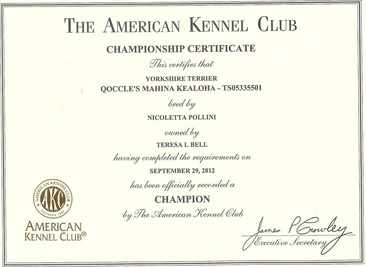 THE AMERICAN KENNEL CLUB
CHAMPIONSHIP CERTIFICATE
This certifies that
YORKSHIRE TERRIER
QOCCLE'S MAHINA KEALOHA – TS05335501
bred by
NICOLETTA POLLINI
owned by
TERESA L BELL
having completed the requirements on
SEPTEMBER 29, 2012
has been officially recorded a
CHAMPION
by The American Kennel Club
AKC
AMERICAN
KENNEL CLUB®
James P Crowley
Executive Secretary